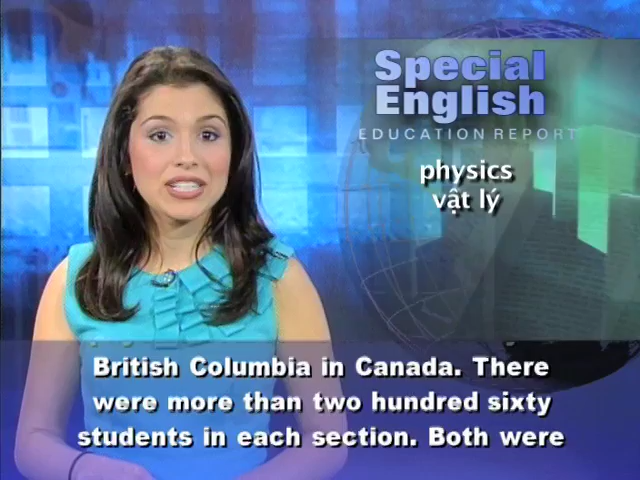 Special
English
EDUCATION REPORT
physics
vật lý
British Columbia in Canada. There
were more than two hundred sixty
students in each section. Both were